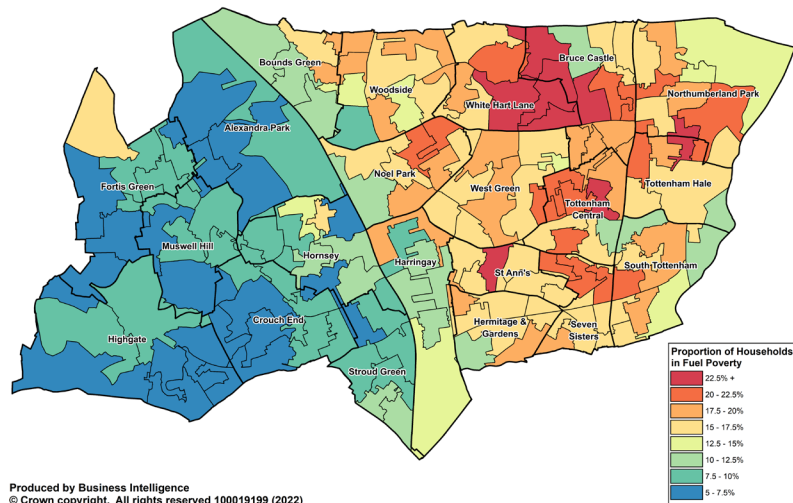 Bounds Green
Bruce Castle
Woodside
Northumberland Park
White Hart Lane
Alexandra Park
Noel Park
Fortis Green
West Green
Tottenham Hale
Tottenham
Central
Muswell Hill
Hornsey
Harringay
South Tottenham
St Ann's
Crouch End
Hermitage &
Gardens
Seven
Sisters
Highgate
Stroud Green
Proportion of Households
in Fuel Poverty
22.5% +
20 - 22.5%
17.5 - 20%
15 - 17.5%
12.5 - 15%
10 - 12.5%
7.5 - 10%
5 - 7.5%
Produced by Business Intelligence
© Crown copyright. All rights reserved 100019199 (2022)